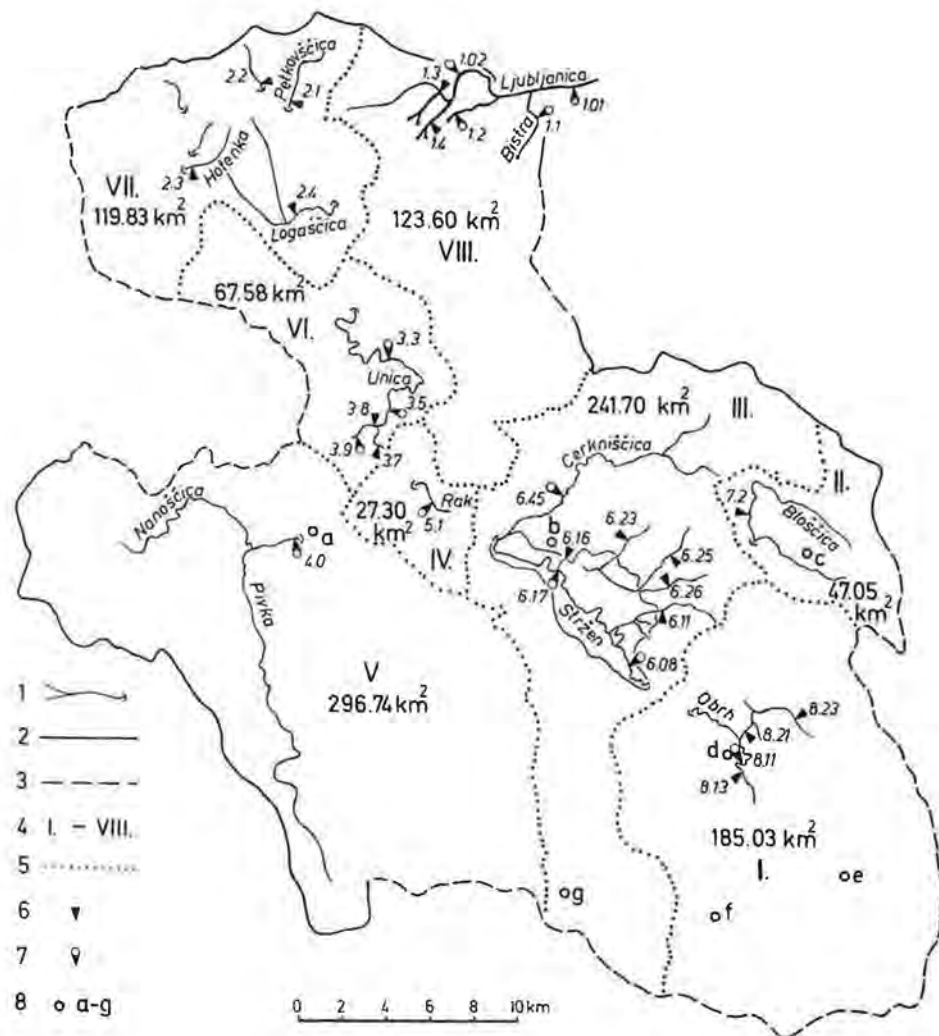 Petkovščica
2.2
2.1
1.3
1.02
Ljubljanica
1.01
1.4
1.2
1.1
Bistra
Hotenka
2.3
2.4
Logaščica
VII.
119.83 km²
123.60 km²
VIII.
67.58 km²
VI.
3.3
Unica
3.8
3.5
3.9
3.7
241.70 km²
III.
Cerkniščica
II.
7.2
Bloščica
c
47.05 km²
27.30 km²
Rak
5.1
IV.
6.45
b
6.16
6.23
6.25
6.26
6.17
6.11
Stržen
6.08
Nanoščica
a
4.0
Pivka
V
296.74 km²
Obrh
8.23
8.21
d
8.11
8.13
185.03 km²
I.
e
f
g
1
2
3
4 I. - VIII.
5
6
7
8 a-g
0 2 4 6 8 10 km